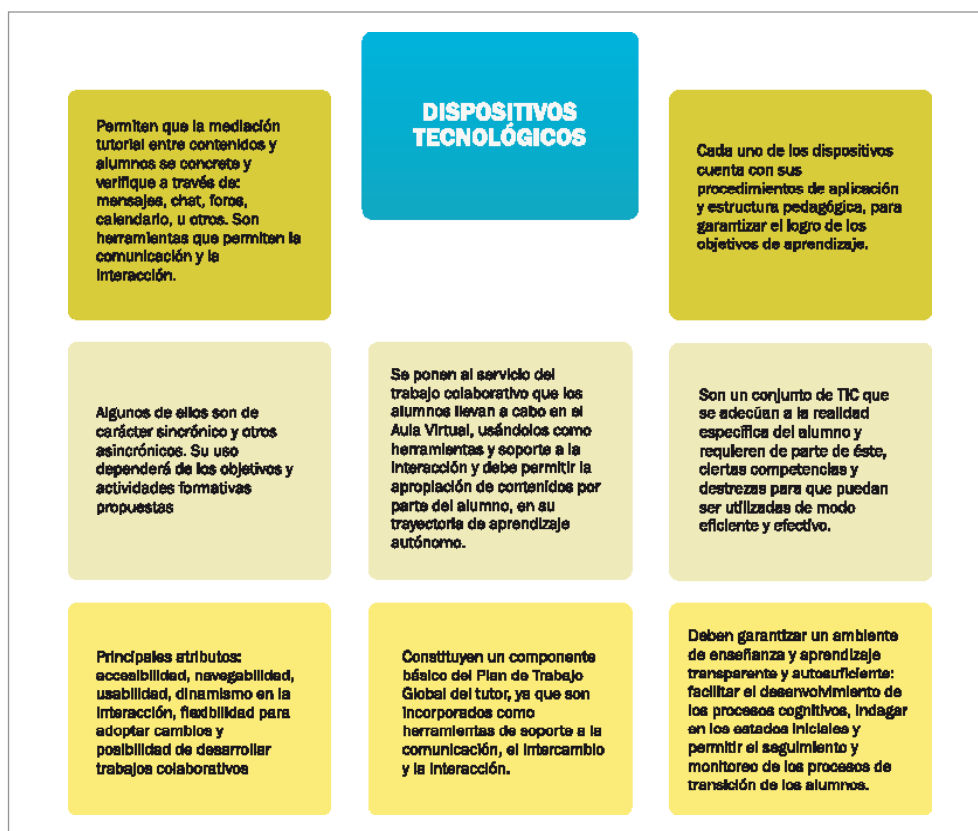 DISPOSITIVOS
TECNOLÓGICOS
Permiten que la mediación
tutorial entre contenidos y
alumnos se concrete y
verifique a través de:
mensajes, chat, foros,
calendario, u otros. Son
herramientas que permiten la
comunicación y la
interacción.
Cada uno de los dispositivos
cuenta con sus
procedimientos de aplicación
y estructura pedagógica, para
garantizar el logro de los
objetivos de aprendizaje.
Algunos de ellos son de
carácter sincrónico y otros
asincrónicos. Su uso
dependerá de los objetivos y
actividades formativas
propuestas
Se ponen al servicio del
trabajo colaborativo que los
alumnos llevan a cabo en el
Aula Virtual, usándolos como
herramientas y soporte a la
interacción y debe permitir la
apropiación de contenidos por
parte del alumno, en su
trayectoria de aprendizaje
autónomo.
Son un conjunto de TIC que
se adecúan a la realidad
específica del alumno y
requieren de parte de éste,
ciertas competencias y
destrezas para que puedan
ser utilizadas de modo
eficiente y efectivo.
Principales atributos:
accesibilidad, navegabilidad,
usabilidad, dinamismo en la
interacción, flexibilidad para
adoptar cambios y
posibilidad de desarrollar
trabajos colaborativos
Constituyen un componente
básico del Plan de Trabajo
Global del tutor, ya que son
incorporados como
herramientas de soporte a la
comunicación, el intercambio
y la interacción.
Deben garantizar un ambiente
de enseñanza y aprendizaje
transparente y autosuficiente:
facilitar el desenvolvimiento de
los procesos cognitivos, indagar
en los estados iniciales y
permitir el seguimiento y
monitoreo de los procesos de
transición de los alumnos.